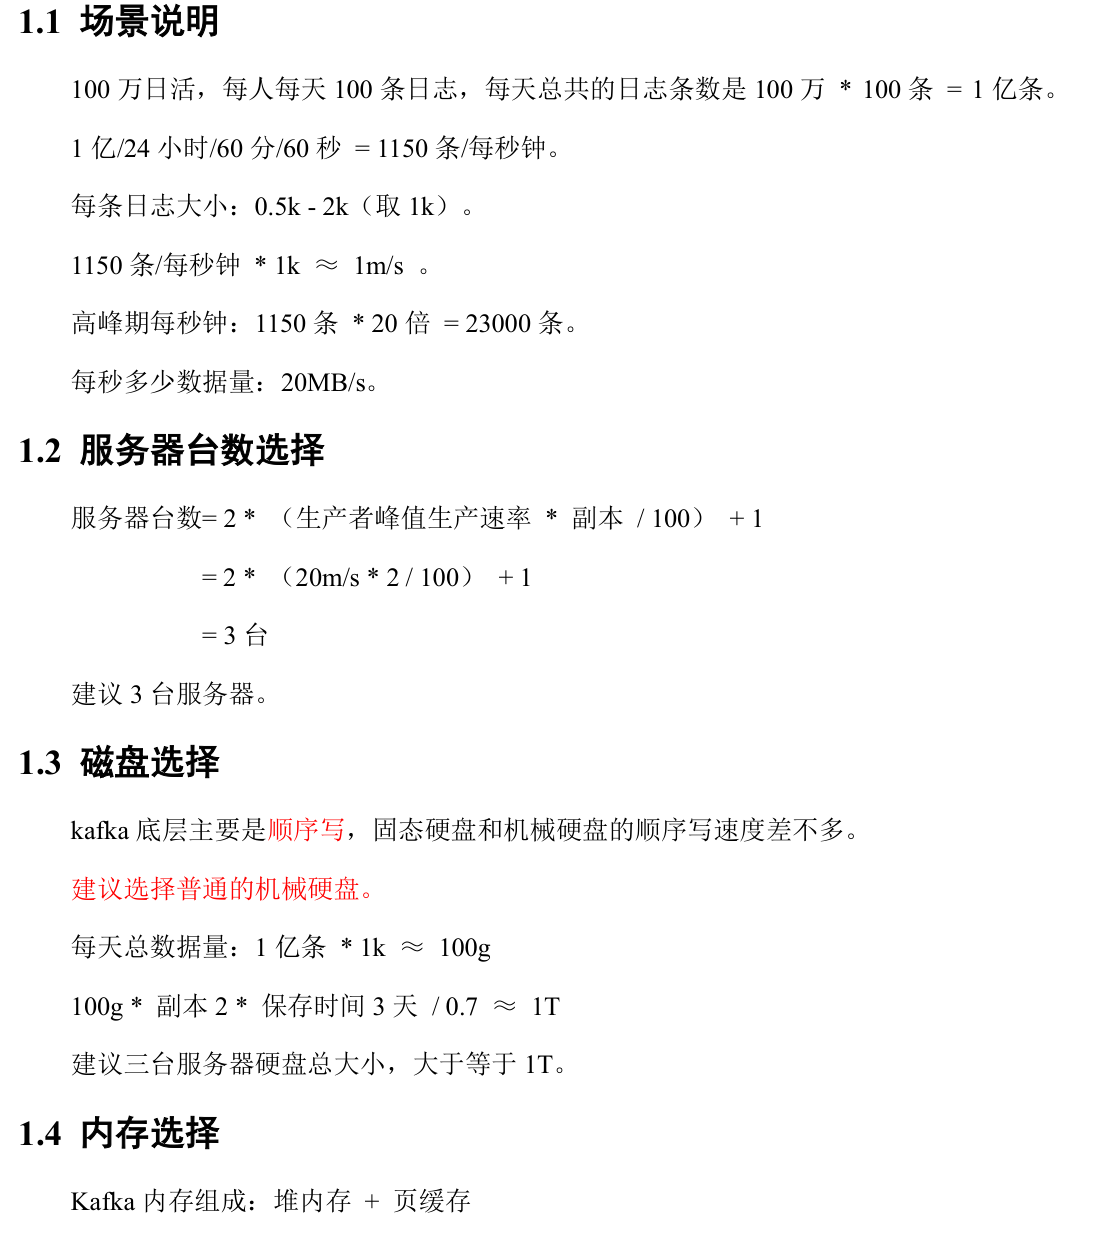 1.1 场景说明
100 万日活，每人每天 100 条日志，每天总共的日志条数是 100 万 * 100 条 = 1 亿条。
1 亿/24 小时/60 分/60 秒 = 1150 条/每秒钟。
每条日志大小：0.5k - 2k（取 1k）。
1150 条/每秒钟 * 1k ≈ 1m/s 。
高峰期每秒钟：1150 条 * 20 倍 = 23000 条。
每秒多少数据量：20MB/s。
1.2 服务器台数选择
服务器台数= 2 * （生产者峰值生产速率 * 副本 / 100） + 1
= 2 * （20m/s * 2 / 100） + 1
= 3 台
建议 3 台服务器。
1.3 磁盘选择
kafka 底层主要是顺序写，固态硬盘和机械硬盘的顺序写速度差不多。
建议选择普通的机械硬盘。
每天总数据量：1 亿条 * 1k ≈ 100g
100g * 副本 2 * 保存时间 3 天 / 0.7 ≈ 1T
建议三台服务器硬盘总大小，大于等于 1T。
1.4 内存选择
Kafka 内存组成：堆内存 + 页缓存